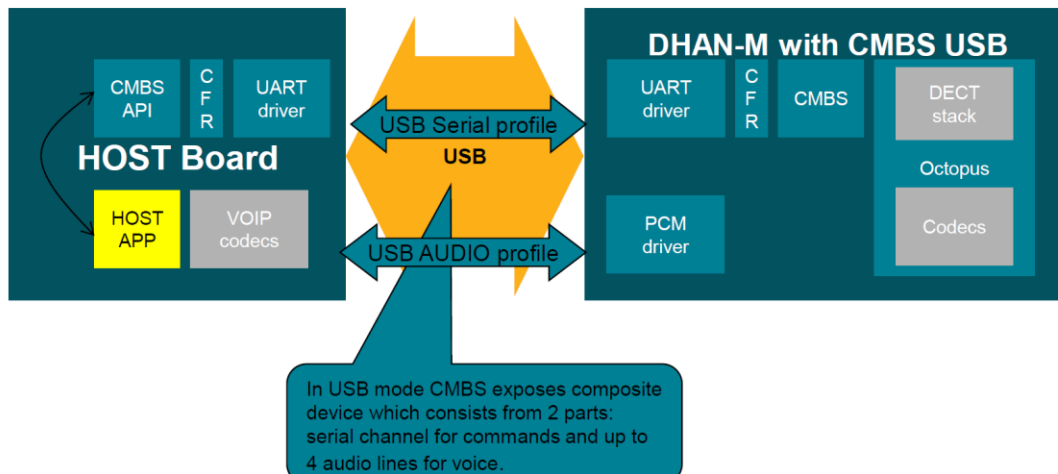 HOST Board
CMBS
API
C
F
R
UART
driver
HOST
APP
VOIP
codecs
USB Serial profile
USB
USB AUDIO profile
DHAN-M with CMBS USB
UART
driver
C
F
R
CMBS
DECT
stack
Octopus
PCM
driver
Codecs
In USB mode CMBS exposes composite
device which consists from 2 parts:
serial channel for commands and up to
4 audio lines for voice.